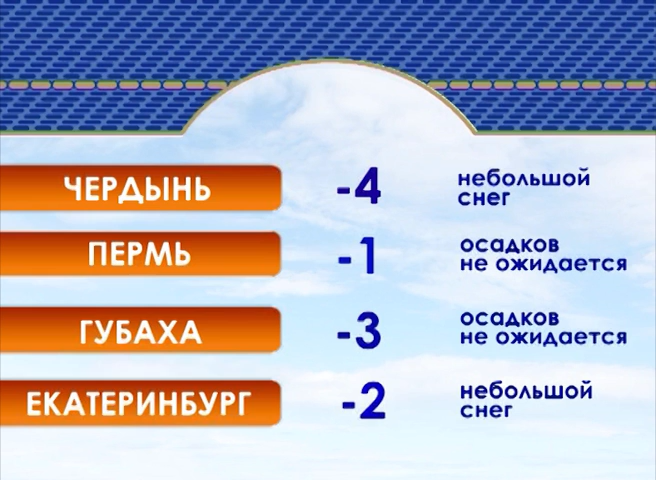 ЧЕРДЫНЬ -4 небольшой
снег
ПЕРМЬ -1 осадков
не ожидается
ГУБАХА -3 осадков
не ожидается
ЕКАТЕРИНБУРГ -2 небольшой
снег